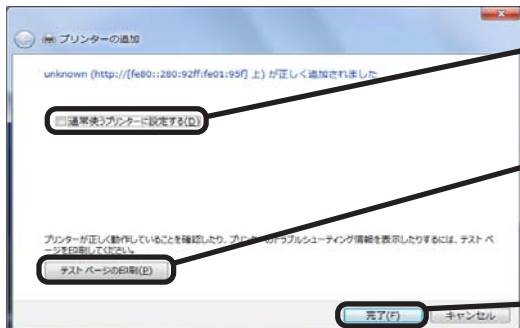 プリンターの追加
unknown (http://[fe80::280:92ff:fe01:95f] 上) が正しく追加されました
通常使うプリンターに設定する(D)
プリンターが正しく動作していることを確認したり、プリンターのトラブルシューティング情報を表示したりするには、テスト ペ
ージを印刷してください。
テスト ページの印刷(P)
完了(F) キャンセル